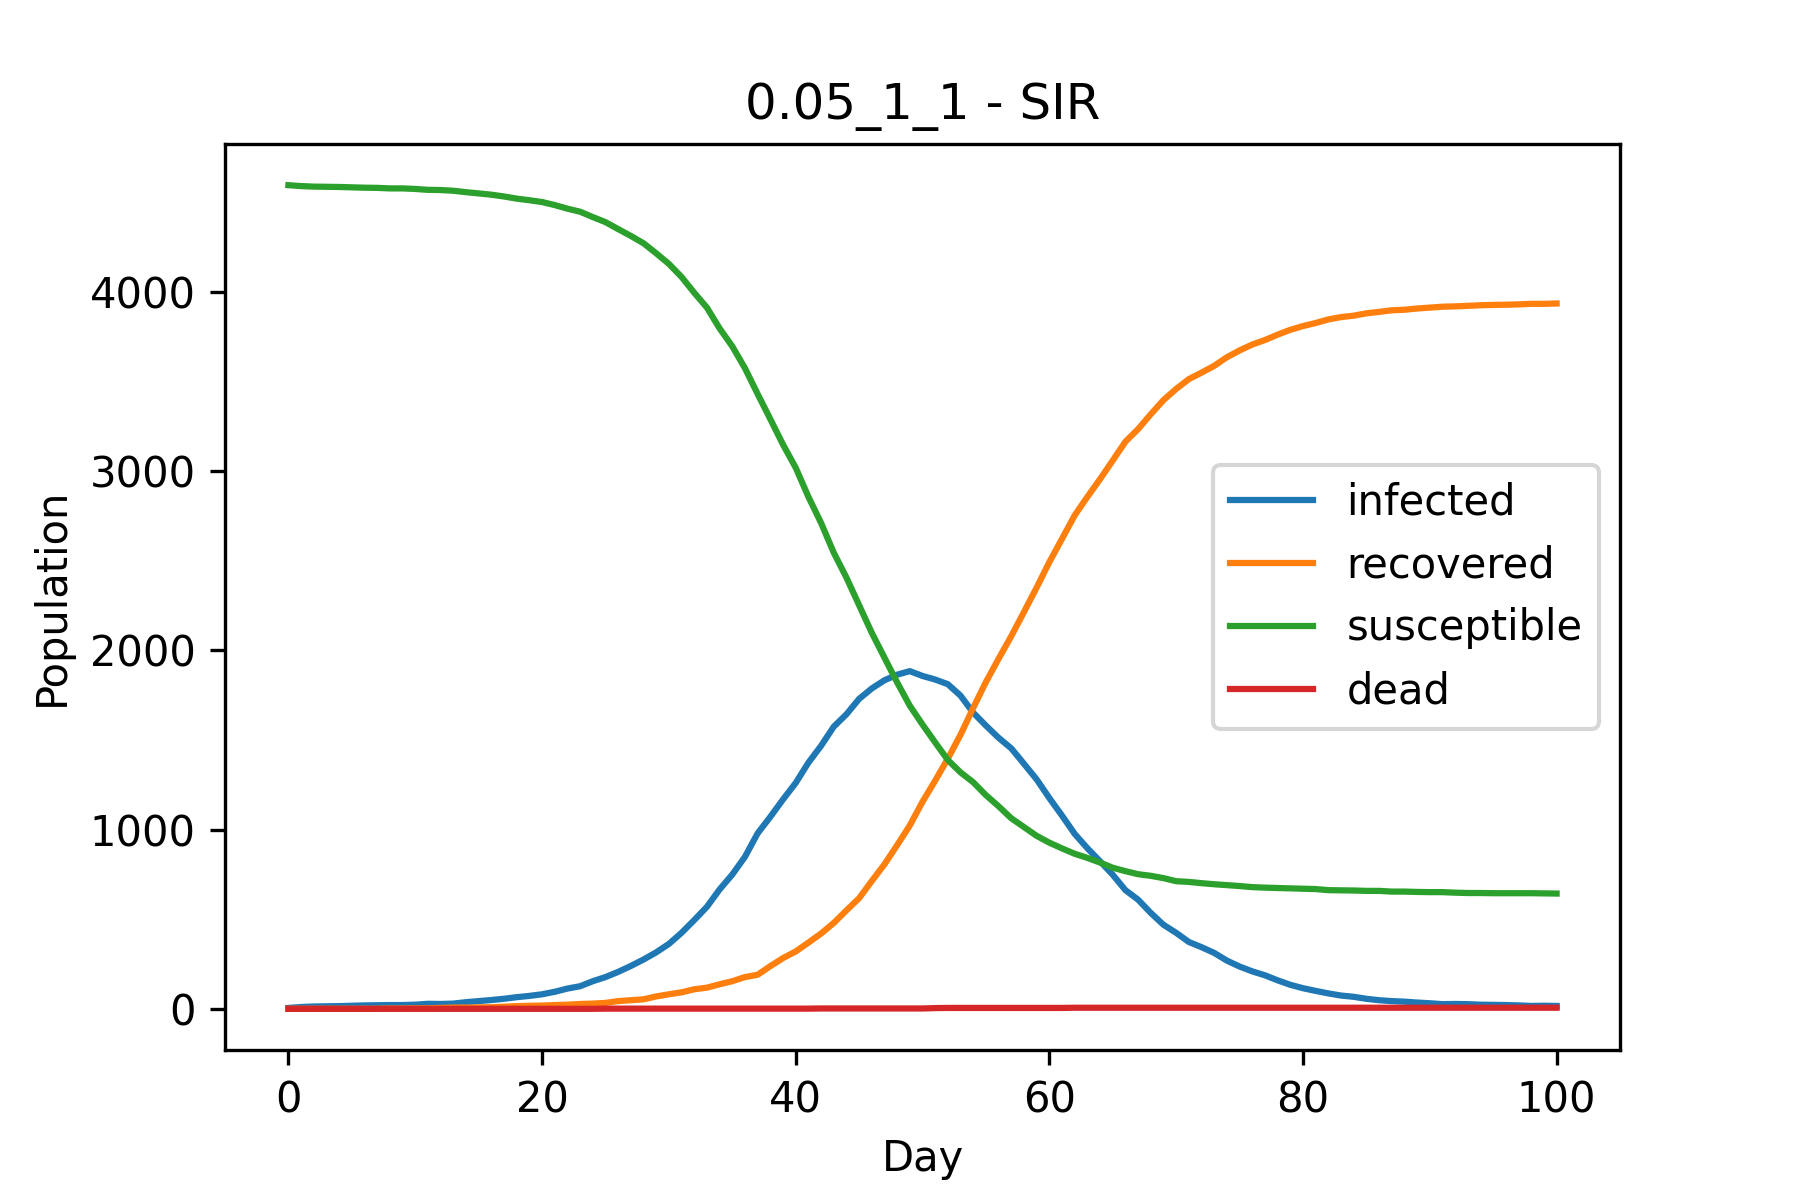 0.05_1_1 - SIR
Population
4000
3000
2000
1000
0
infected
recovered
susceptible
dead
0 20 40 60 80 100
Day